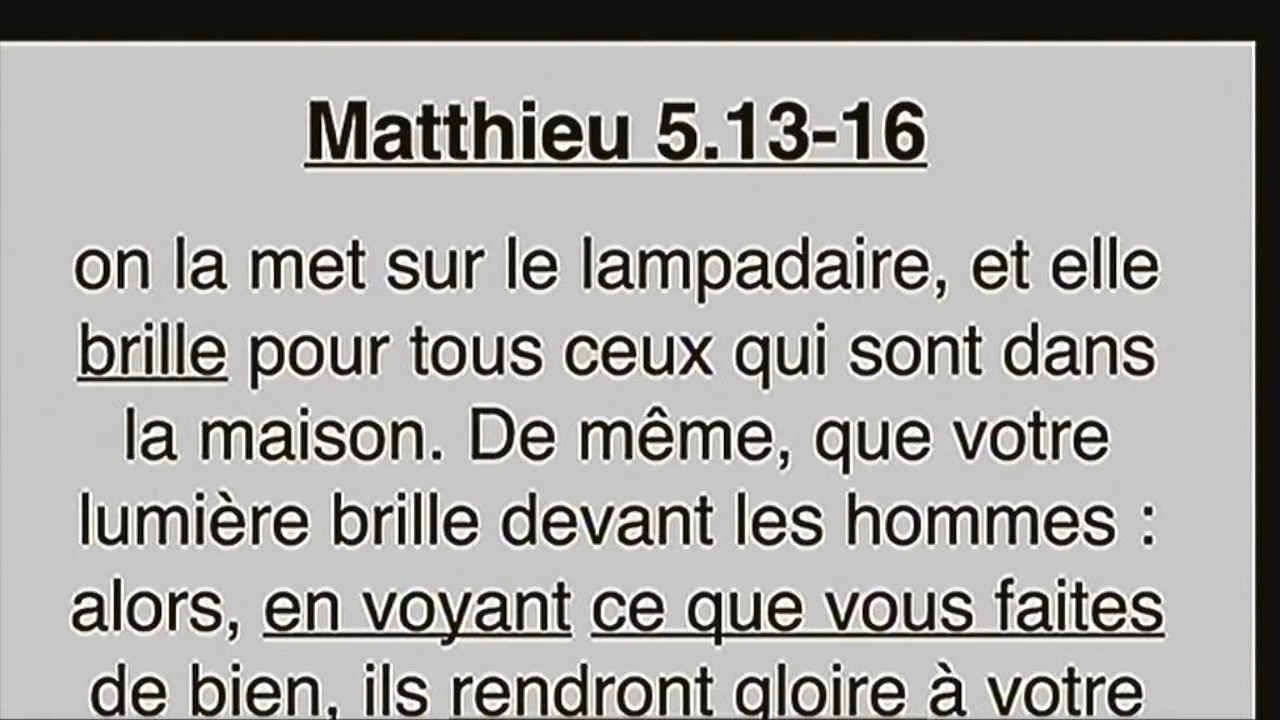 Matthieu 5.13-16
on la met sur le lampadaire, et elle
brille pour tous ceux qui sont dans
la maison. De même, que votre
lumière brille devant les hommes :
alors, en voyant ce que vous faites
de bien, ils rendront gloire à votre